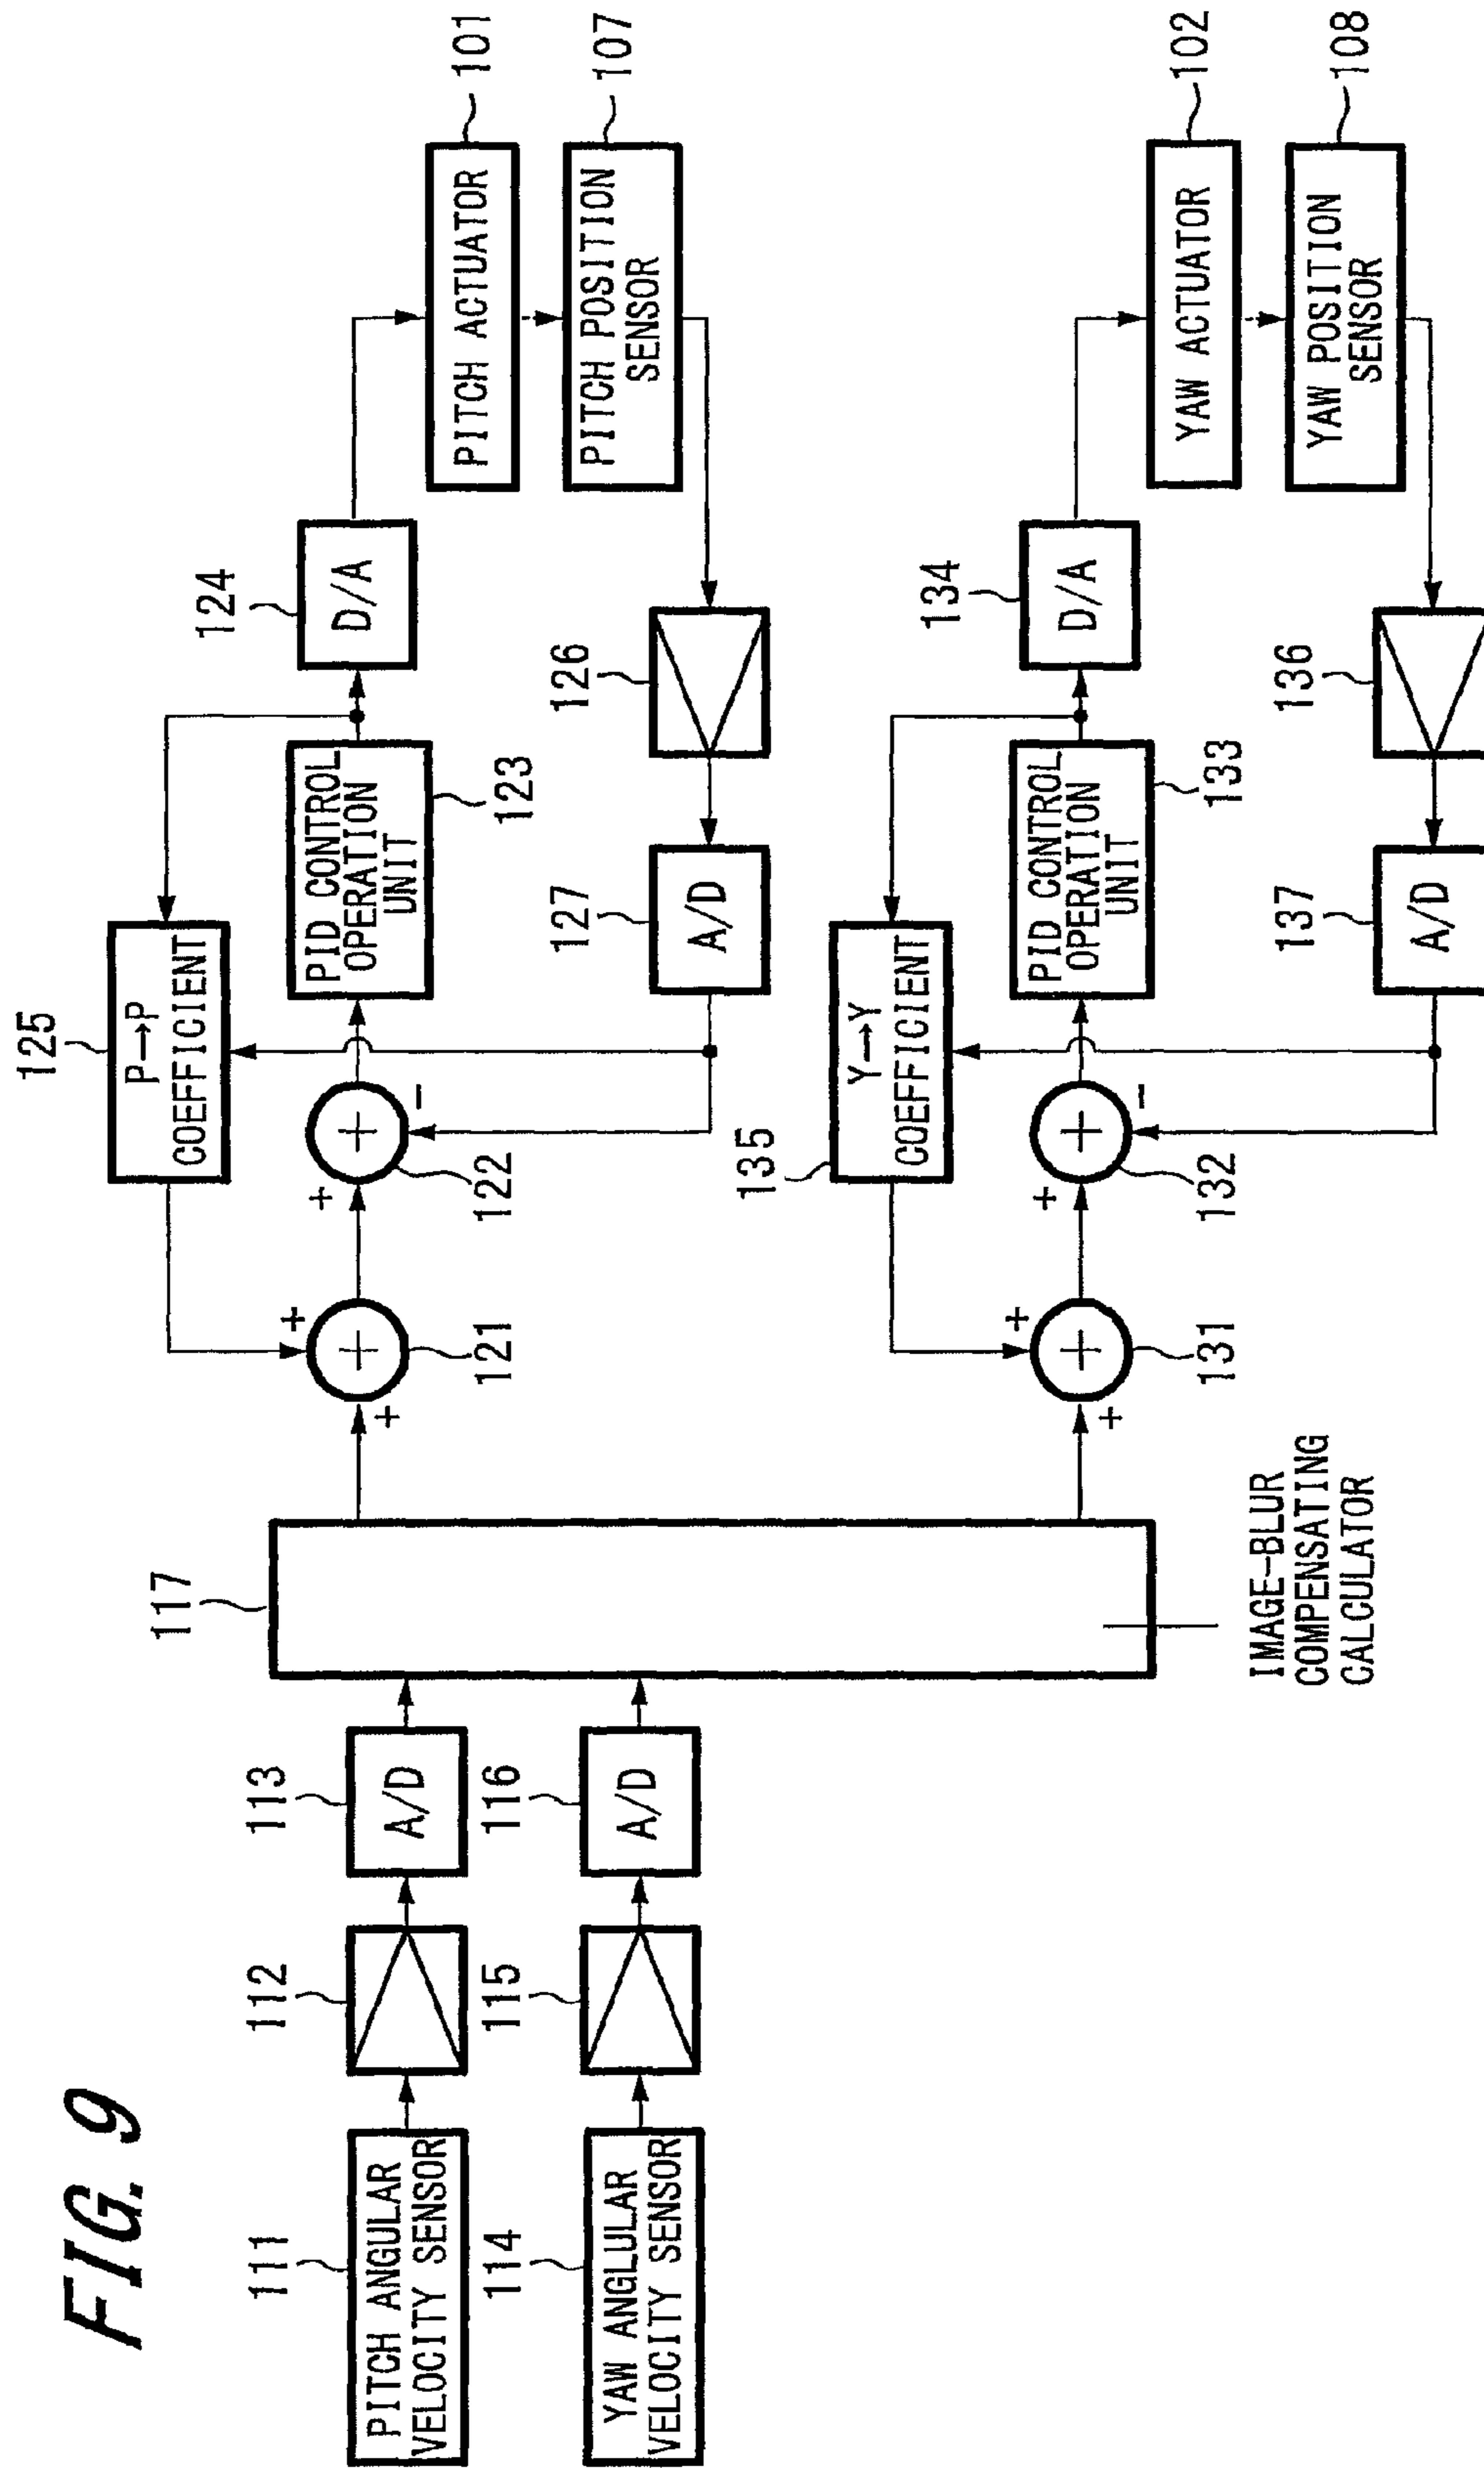 FIG. 9
111
PITCH ANGULAR
VELOCITY SENSOR
112
113
A/D
114
YAW ANGLULAR
VELOCITY SENSOR
115
116
A/D
117
IMAGE-BLUR
COMPENSATING
CALCULATOR
125
P→P
COEFFICIENT
+
+
+
121
+
+
−
122
PID CONTROL
OPERATION
UNIT
123
124
D/A
PITCH ACTUATOR
101
PITCH POSITION
SENSOR
107
126
127
A/D
135
Y→Y
COEFFICIENT
+
+
+
131
+
+
−
132
PID CONTROL
OPERATION
UNIT
133
134
D/A
YAW ACTUATOR
102
YAW POSITION
SENSOR
108
136
137
A/D